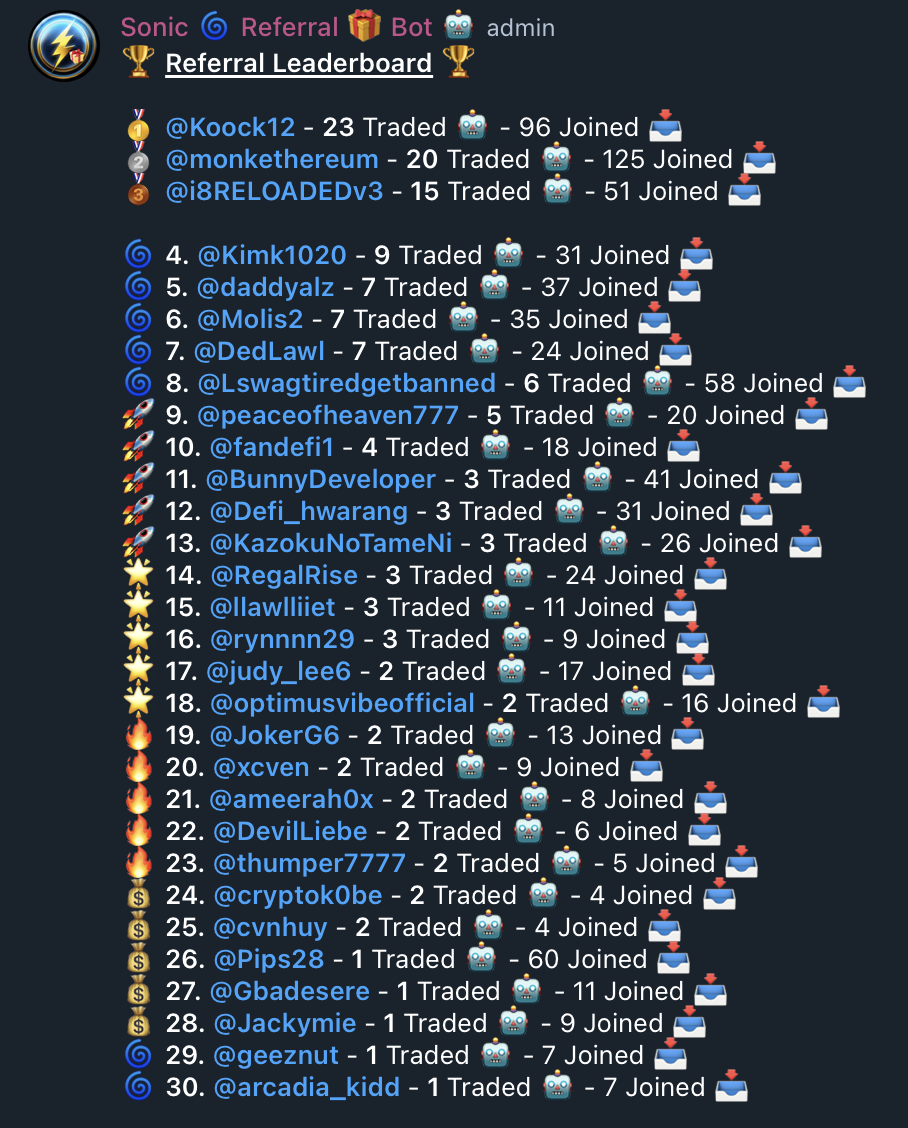 Sonic 🌀 Referral 🎁 Bot 🤖 admin
🏆 Referral Leaderboard 🏆
🥇 @Koock12 - 23 Traded 🤖 - 96 Joined 📥
🥈 @monkethereum - 20 Traded 🤖 - 125 Joined 📥
🥉 @i8RELOADEDv3 - 15 Traded 🤖 - 51 Joined 📥
🌀 4. @Kimk1020 - 9 Traded 🤖 - 31 Joined 📥
🌀 5. @daddyalz - 7 Traded 🤖 - 37 Joined 📥
🌀 6. @Molis2 - 7 Traded 🤖 - 35 Joined 📥
🌀 7. @DedLawl - 7 Traded 🤖 - 24 Joined 📥
🌀 8. @Lswagtiredgetbanned - 6 Traded 🤖 - 58 Joined 📥
🚀 9. @peaceofheaven777 - 5 Traded 🤖 - 20 Joined 📥
🚀 10. @fandefi1 - 4 Traded 🤖 - 18 Joined 📥
🚀 11. @BunnyDeveloper - 3 Traded 🤖 - 41 Joined 📥
🚀 12. @Defi_hwarang - 3 Traded 🤖 - 31 Joined 📥
🚀 13. @KazokuNoTameNi - 3 Traded 🤖 - 26 Joined 📥
🌟 14. @RegalRise - 3 Traded 🤖 - 24 Joined 📥
🌟 15. @llawlliiet - 3 Traded 🤖 - 11 Joined 📥
🌟 16. @rynnnn29 - 3 Traded 🤖 - 9 Joined 📥
🌟 17. @judy_lee6 - 2 Traded 🤖 - 17 Joined 📥
🌟 18. @optimusvibeofficial - 2 Traded 🤖 - 16 Joined 📥
🔥 19. @JokerG6 - 2 Traded 🤖 - 13 Joined 📥
🔥 20. @xcven - 2 Traded 🤖 - 9 Joined 📥
🔥 21. @ameerah0x - 2 Traded 🤖 - 8 Joined 📥
🔥 22. @DevilLiebe - 2 Traded 🤖 - 6 Joined 📥
🔥 23. @thumper7777 - 2 Traded 🤖 - 5 Joined 📥
💰 24. @cryptok0be - 2 Traded 🤖 - 4 Joined 📥
💰 25. @cvnhuy - 2 Traded 🤖 - 4 Joined 📥
💰 26. @Pips28 - 1 Traded 🤖 - 60 Joined 📥
💰 27. @Gbadesere - 1 Traded 🤖 - 11 Joined 📥
💰 28. @Jackymie - 1 Traded 🤖 - 9 Joined 📥
🌀 29. @geeznut - 1 Traded 🤖 - 7 Joined 📥
🌀 30. @arcadia_kidd - 1 Traded 🤖 - 7 Joined 📥